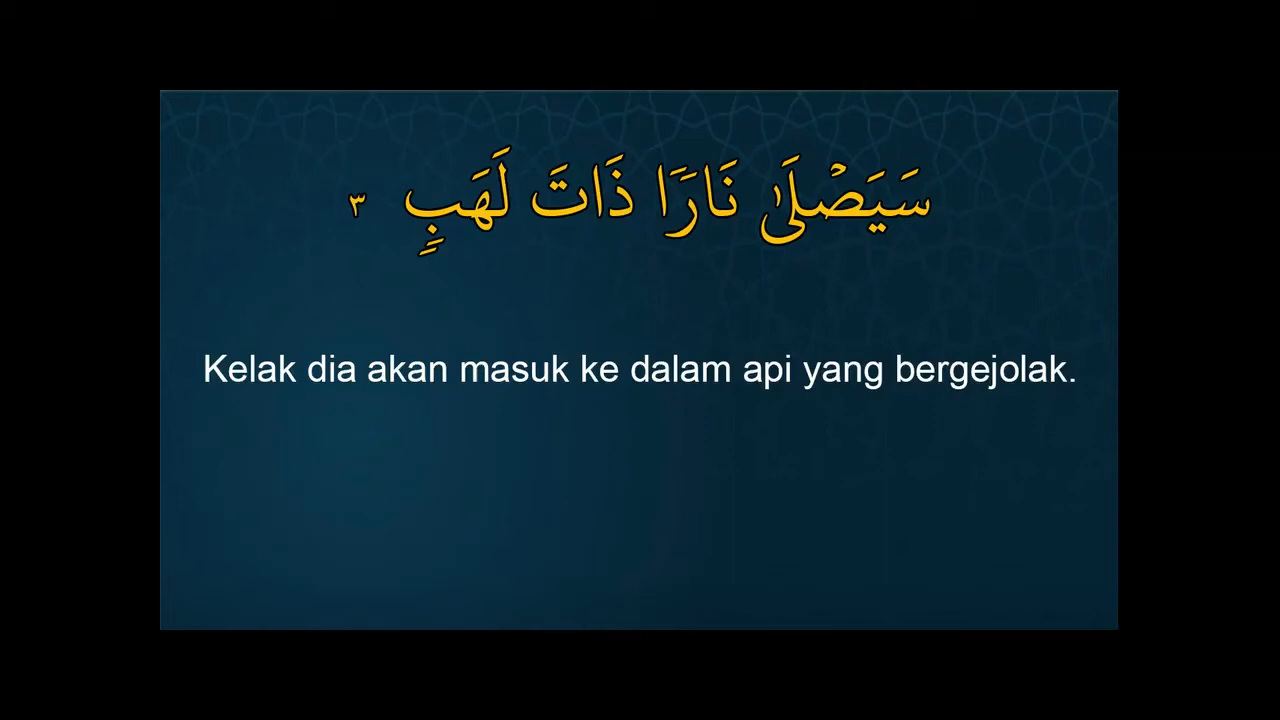 سَيَصۡلَىٰ نَارٗا ذَاتَ لَهَبٖ ٣
Kelak dia akan masuk ke dalam api yang bergejolak.